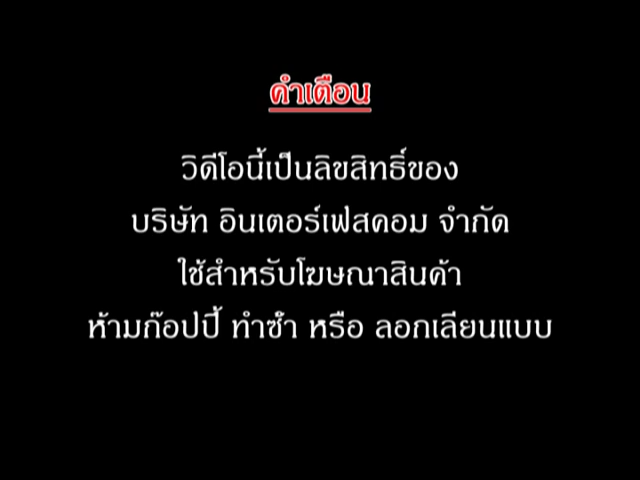 คำเตือน
วิดีโอนี้เป็นลิขสิทธิ์ของ
บริษัท อินเตอร์เฟสคอม จำกัด
ใช้สำหรับโฆษณาสินค้า
ห้ามก๊อปปี้ ทำซ้ำ หรือ ลอกเลียนแบบ